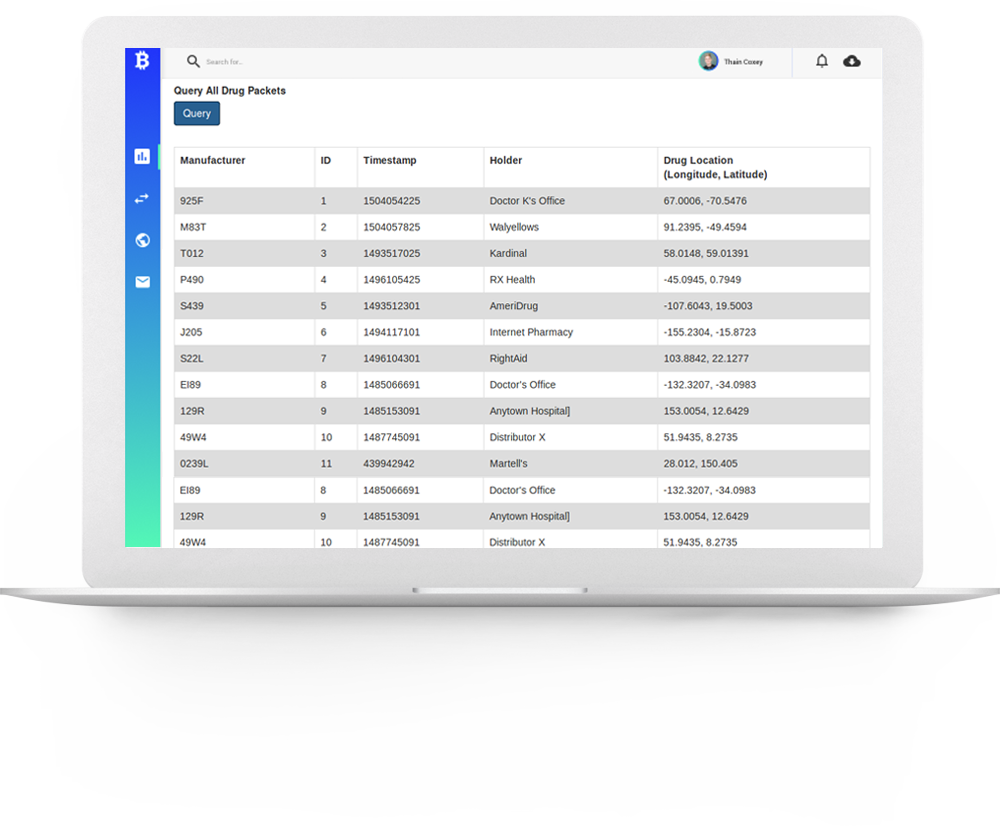 Search for...
Thain Coxey
Query All Drug Packets
Query
Manufacturer ID Timestamp Holder Drug Location
(Longitude, Latitude)
925F 1 1504054225 Doctor K's Office 67.0006, -70.5476
M83T 2 1504057825 Walyellows 91.2395, -49.4594
T012 3 1493517025 Kardinal 58.0148, 59.01391
P490 4 1496105425 RX Health -45.0945, 0.7949
S439 5 1493512301 AmeriDrug -107.6043, 19.5003
J205 6 1494117101 Internet Pharmacy -155.2304, -15.8723
S22L 7 1496104301 RightAid 103.8842, 22.1277
EI89 8 1485066691 Doctor's Office -132.3207, -34.0983
129R 9 1485153091 Anytown Hospital] 153.0054, 12.6429
49W4 10 1487745091 Distributor X 51.9435, 8.2735
0239L 11 439942942 Martell's 28.012, 150.405
EI89 8 1485066691 Doctor's Office -132.3207, -34.0983
129R 9 1485153091 Anytown Hospital] 153.0054, 12.6429
49W4 10 1487745091 Distributor X 51.9435, 8.2735